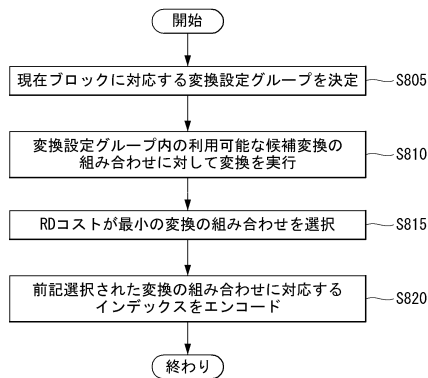 開始
現在ブロックに対応する変換設定グループを決定
S805
変換設定グループ内の利用可能な候補変換の
組み合わせに対して変換を実行
S810
RDコストが最小の変換の組み合わせを選択
S815
前記選択された変換の組み合わせに対応する
インデックスをエンコード
S820
終わり